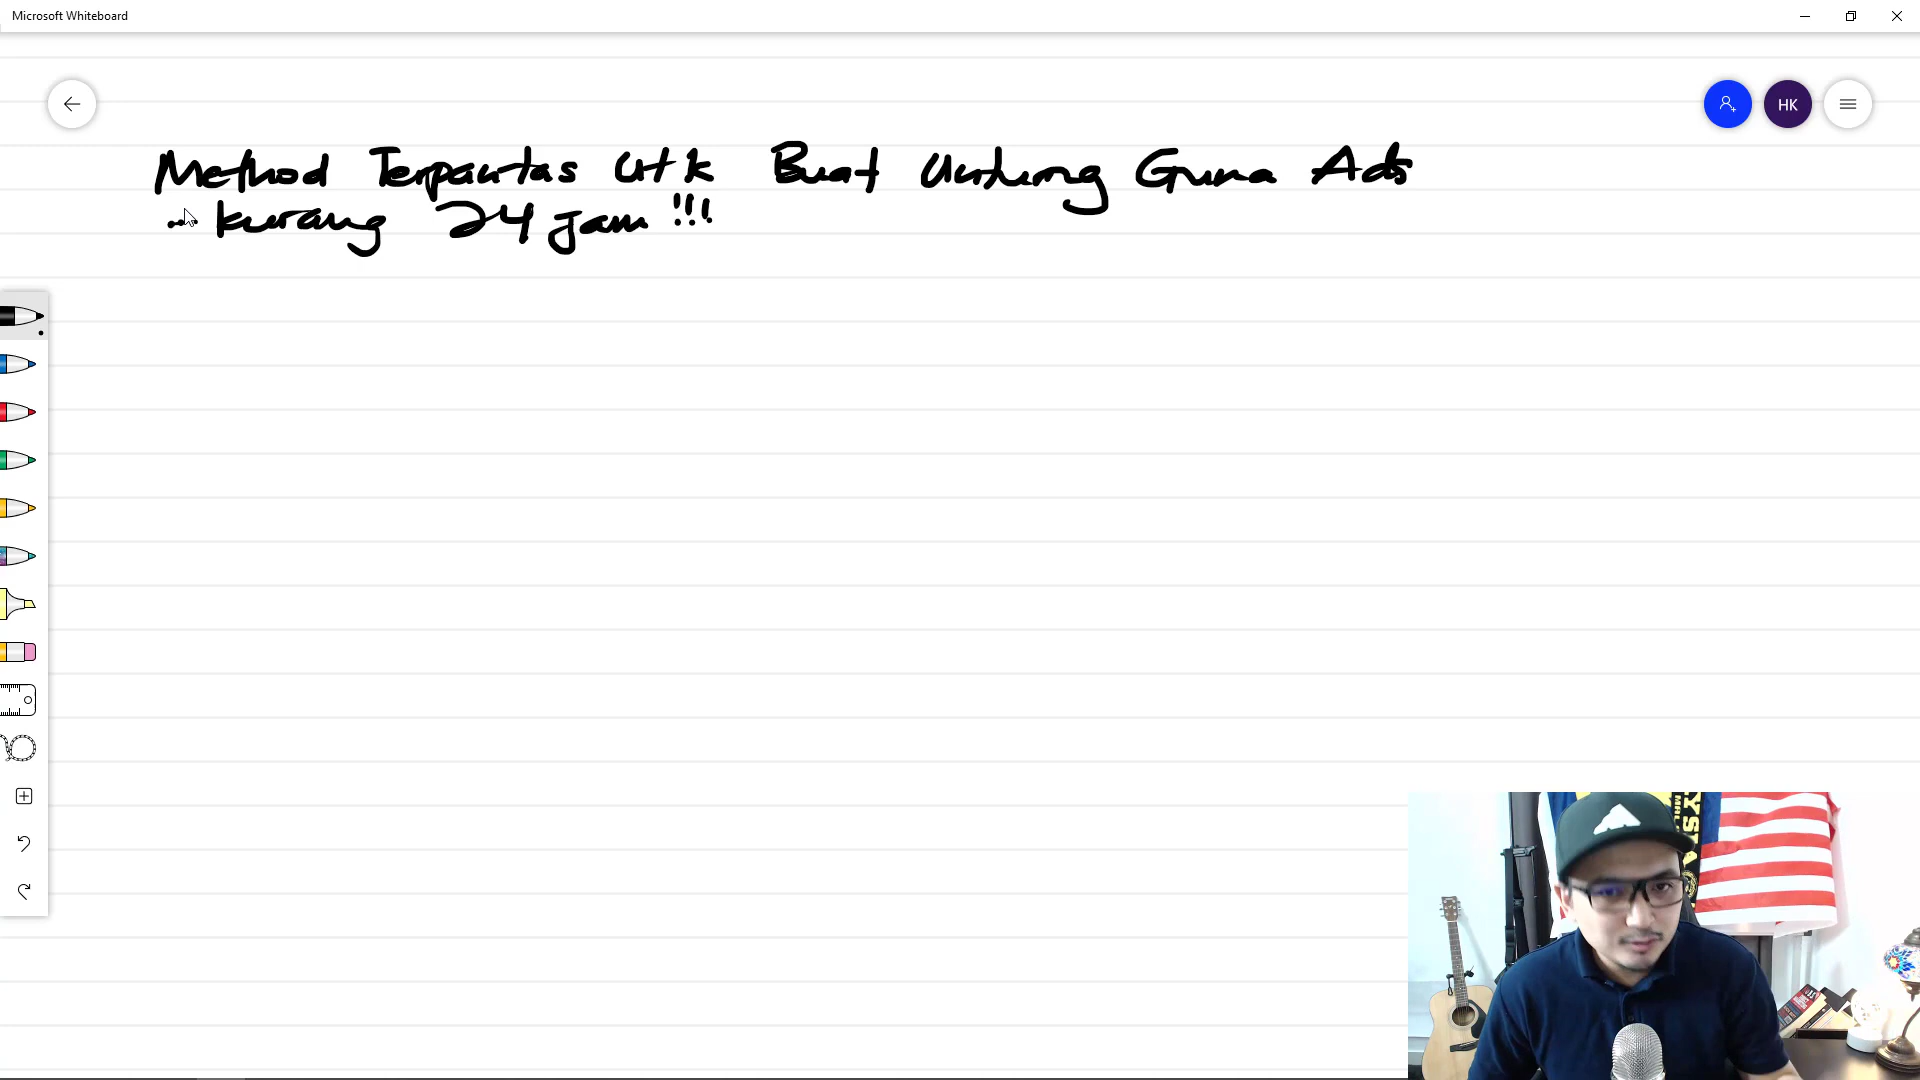 Microsoft Whiteboard
HK
Method Terpantas utk Buat Untung Guna Ads
... kurang 24 jam !!!